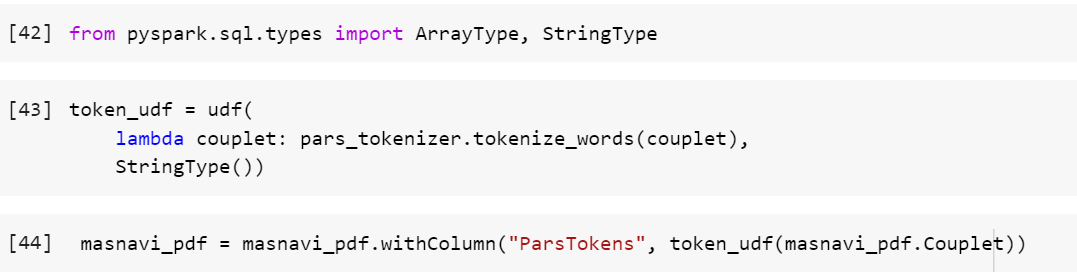 [42] from pyspark.sql.types import ArrayType, StringType
[43] token_udf = udf(
lambda couplet: pars_tokenizer.tokenize_words(couplet),
StringType())
[44] masnavi_pdf = masnavi_pdf.withColumn("ParsTokens", token_udf(masnavi_pdf.Couplet))